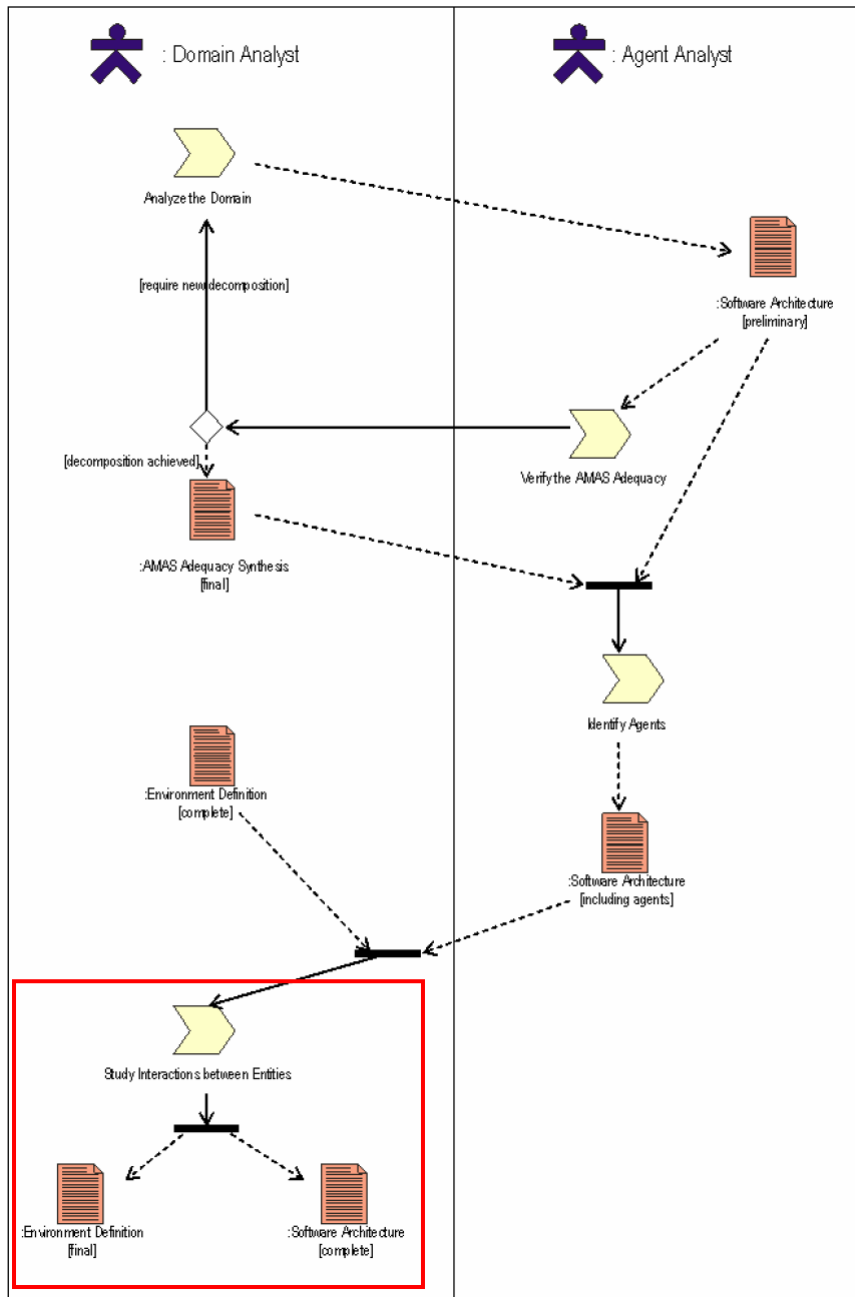 : Domain Analyst
: Agent Analyst
Analyze the Domain
[require new decomposition]
:Software Architecture
[preliminary]
[decomposition achieved]
Verify the AMAS Adequacy
:AMAS Adequacy Synthesis
[final]
Identify Agents
:Environment Definition
[complete]
:Software Architecture
[including agents]
Study Interactions between Entities
:Environment Definition
[final]
:Software Architecture
[complete]